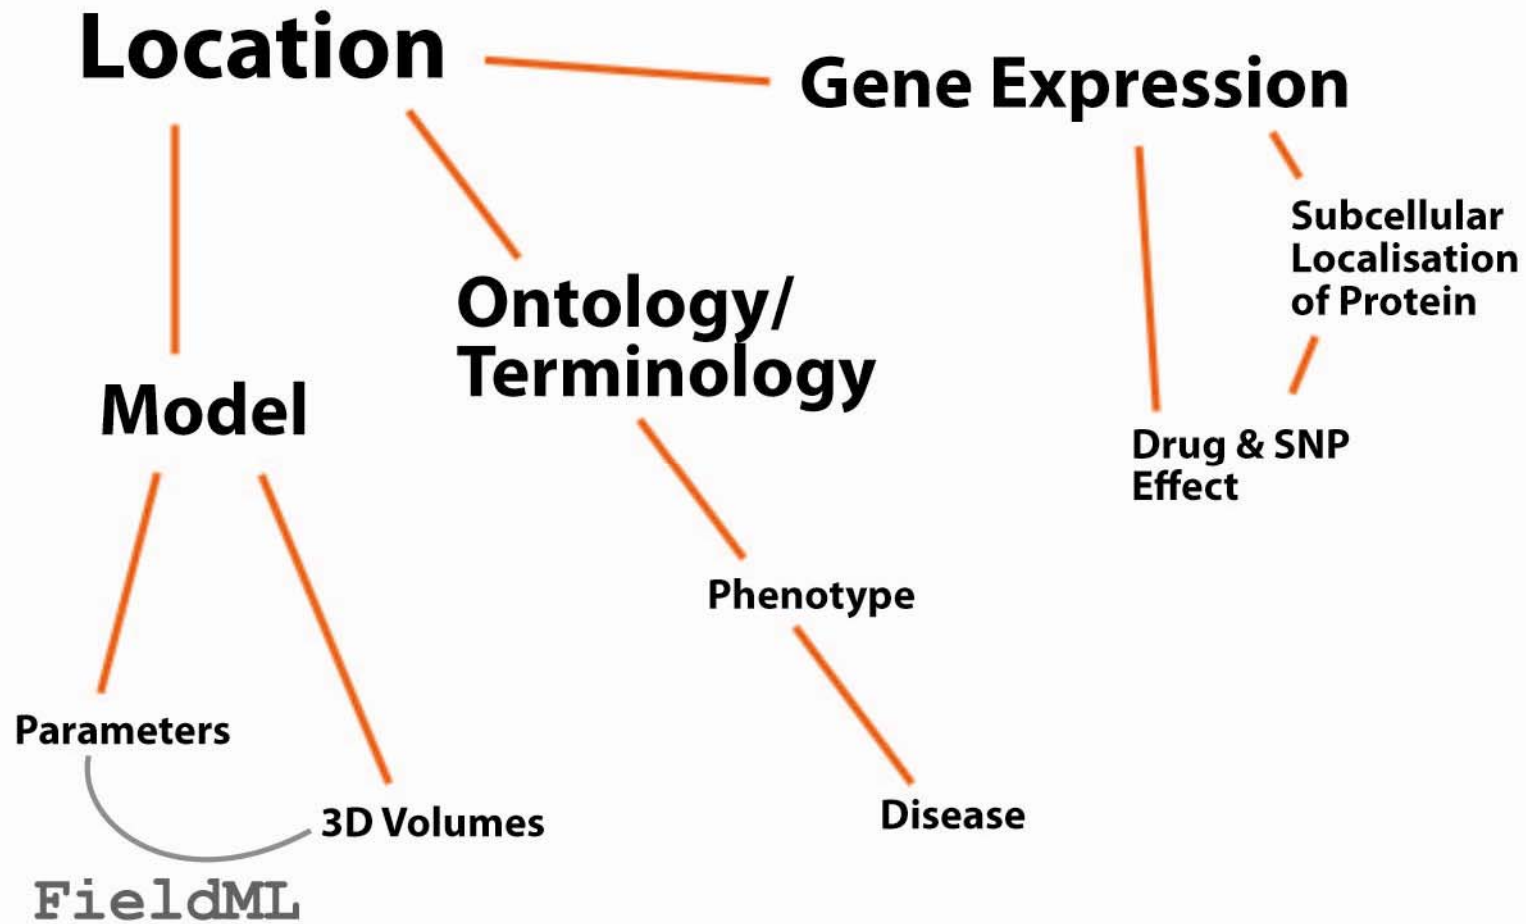 Location
Gene Expression
Subcellular
Localisation
of Protein
Ontology/
Terminology
Model
Drug & SNP
Effect
Phenotype
Parameters
3D Volumes
Disease
FieldML